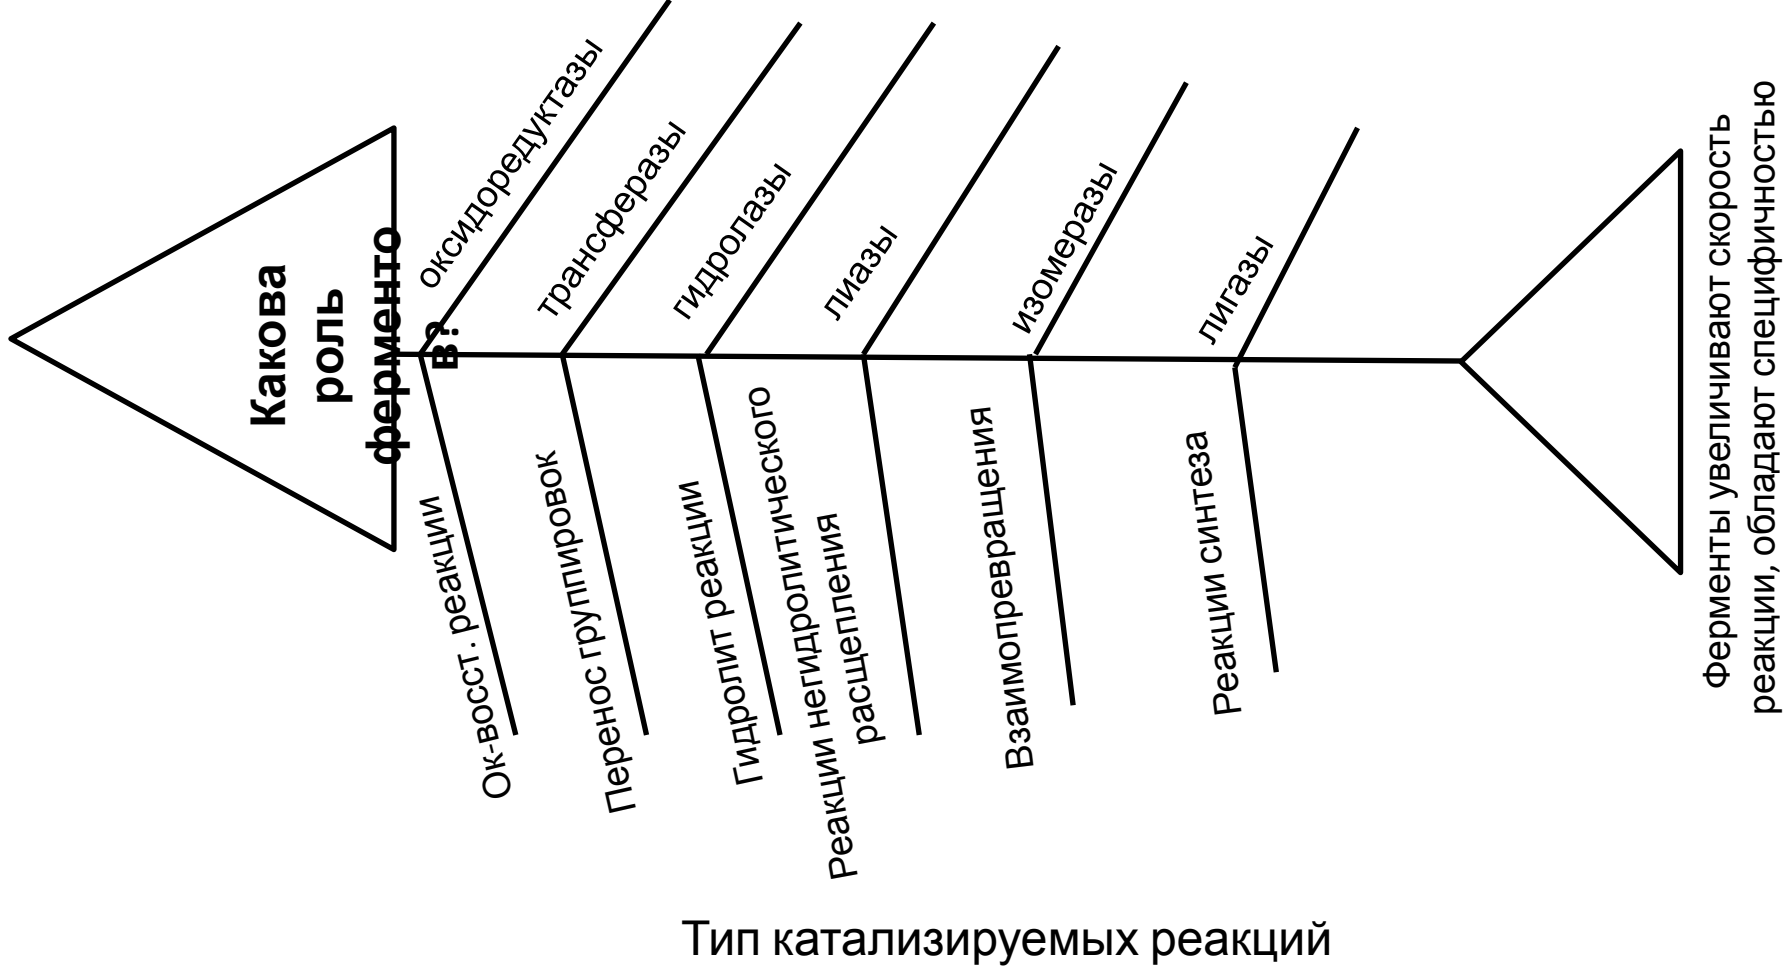 Какова
роль
ферменто
в?
оксидоредуктазы
трансферазы
гидролазы
лиазы
изомеразы
лигазы
Ок-восст. реакции
Перенос группировок
Гидролит реакции
Реакции негидролитического
расщепления
Взаимопревращения
Реакции синтеза
Ферменты увеличивают скорость
реакции, обладают специфичностью
Тип катализируемых реакций